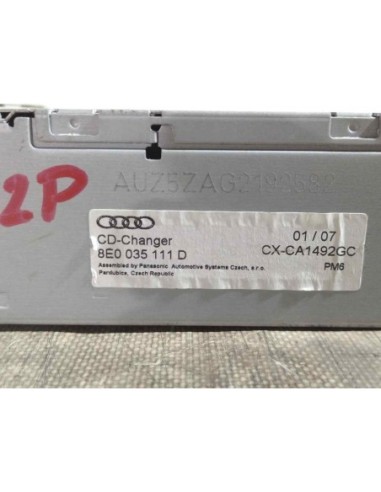 2P
AUZ5ZAG2192682
CD-Changer
01 / 07
8E0 035 111 D
CX-CA1492GC
Assembled by Panasonic Automotive Systems Czech, s.r.o.
PM6
Pardubice, Czech Republic